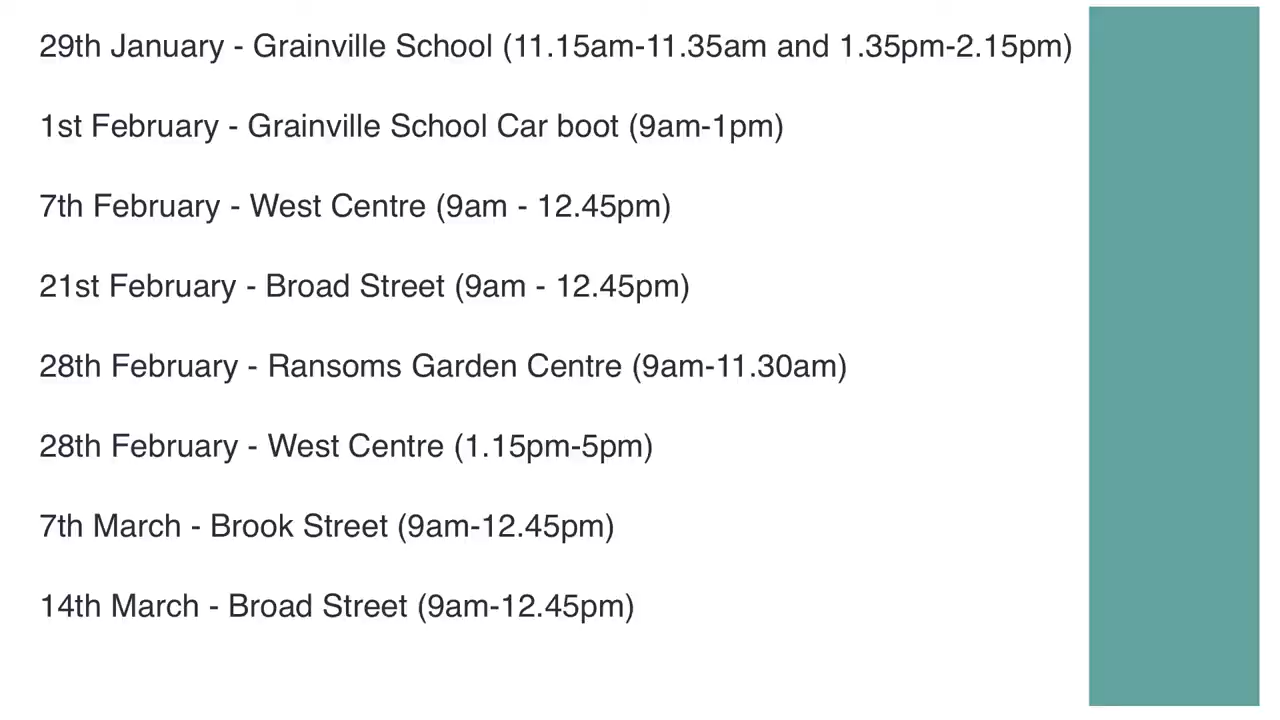 29th January - Grainville School (11.15am-11.35am and 1.35pm-2.15pm)
1st February - Grainville School Car boot (9am-1pm)
7th February - West Centre (9am - 12.45pm)
21st February - Broad Street (9am - 12.45pm)
28th February - Ransoms Garden Centre (9am-11.30am)
28th February - West Centre (1.15pm-5pm)
7th March - Brook Street (9am-12.45pm)
14th March - Broad Street (9am-12.45pm)